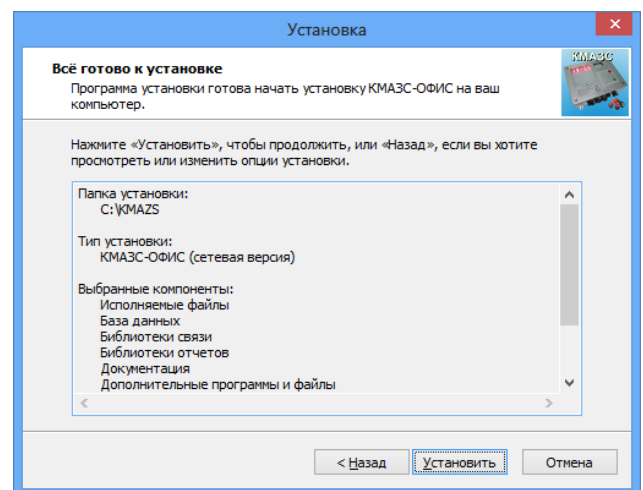 Установка
Всё готово к установке
Программа установки готова начать установку КМАЗС-ОФИС на ваш
компьютер.
КМАЗС
Нажмите «Установить», чтобы продолжить, или «Назад», если вы хотите
просмотреть или изменить опции установки.
Папка установки:
C:\KMAZS
Тип установки:
КМАЗС-ОФИС (сетевая версия)
Выбранные компоненты:
Исполняемые файлы
База данных
Библиотеки связи
Библиотеки отчетов
Документация
Дополнительные программы и файлы
< Назад
Установить
Отмена